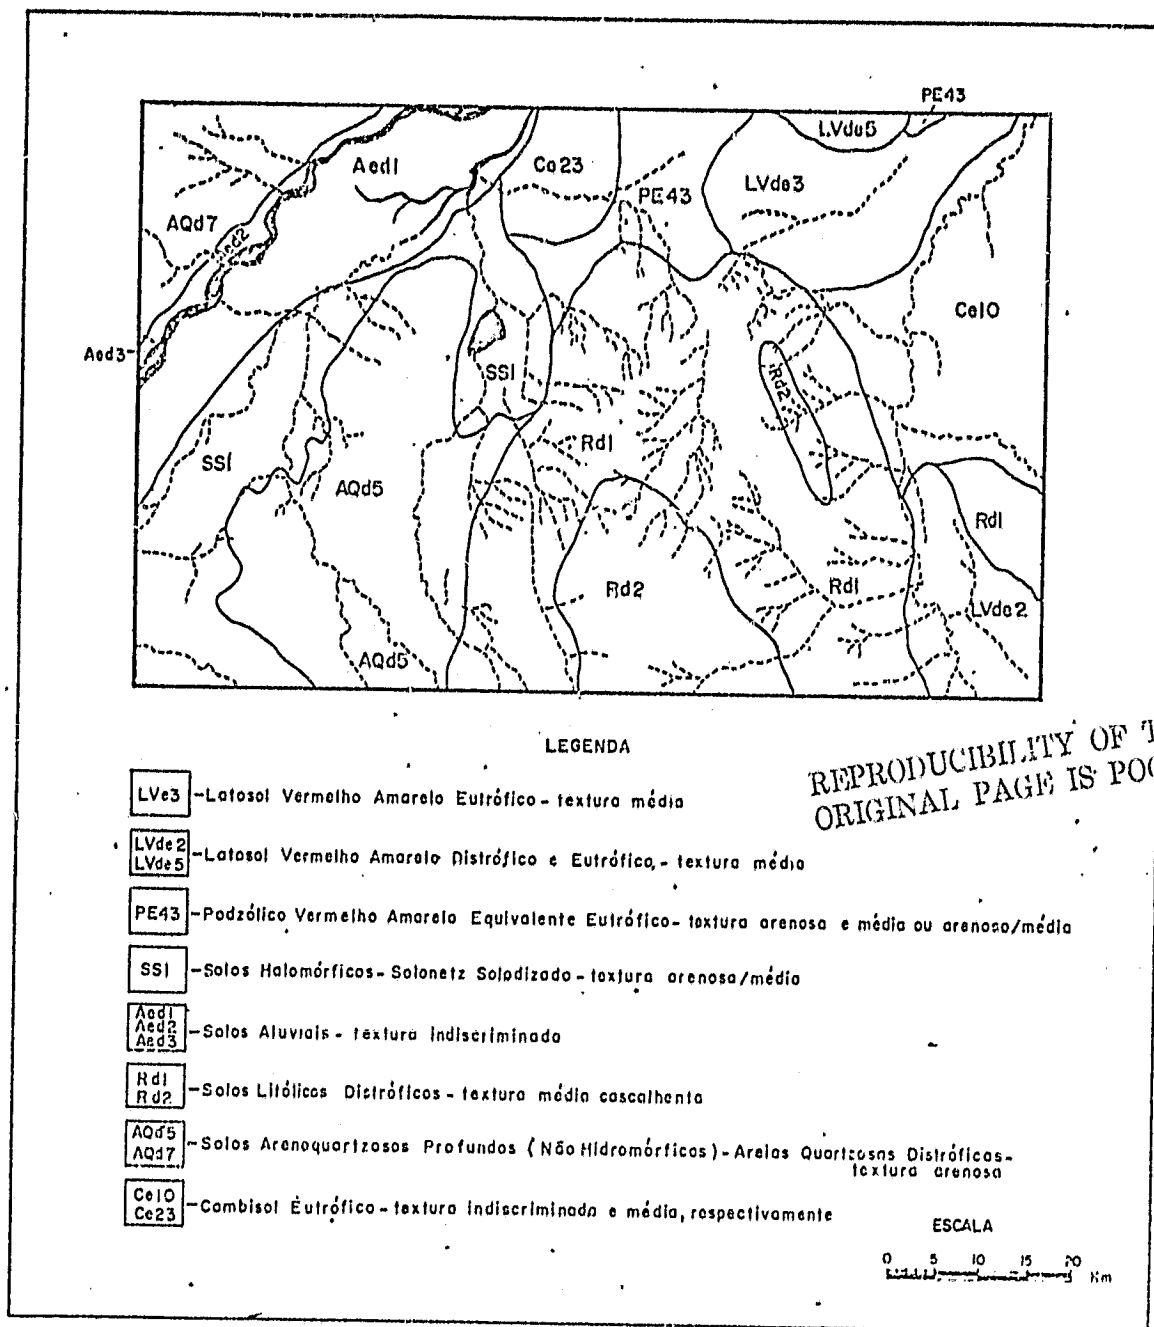 PE43
LVde5
Aed1
Ce23
PE43
LVde3
AQd7
Aed2
Ce10
Aed3
SS1
Rd2
SS1
Rd1
AQd5
Rd1
Rd2
Rd1
LVde2
AQd5
LEGENDA
REPRODUCIBILITY OF T
ORIGINAL PAGE IS POO
LVe3 - Latosol Vermelho Amarelo Eutrófico - textura média
LVde2
LVde5 - Latosol Vermelho Amarelo Distrófico e Eutrófico, - textura média
PE43 - Podzólico Vermelho Amarelo Equivalente Eutrófico - textura arenosa e média ou arenosa/média
SS1 - Solos Halomórficos - Solonetz Solodizado - textura arenosa/média
Aed1
Aed2 - Solos Aluviais - textura indiscriminada
Aed3
Rd1
Rd2 - Solos Litólicos Distróficos - textura média cascalhenta
AQd5
AQd7 - Solos Arenoquartzosos Profundos (Não Hidromórficos) - Areias Quartzosas Distróficas -
textura arenosa
Ce10
Ce23 - Cambisol Eutrófico - textura indiscriminada e média, respectivamente
ESCALA
0 5 10 15 20 Km